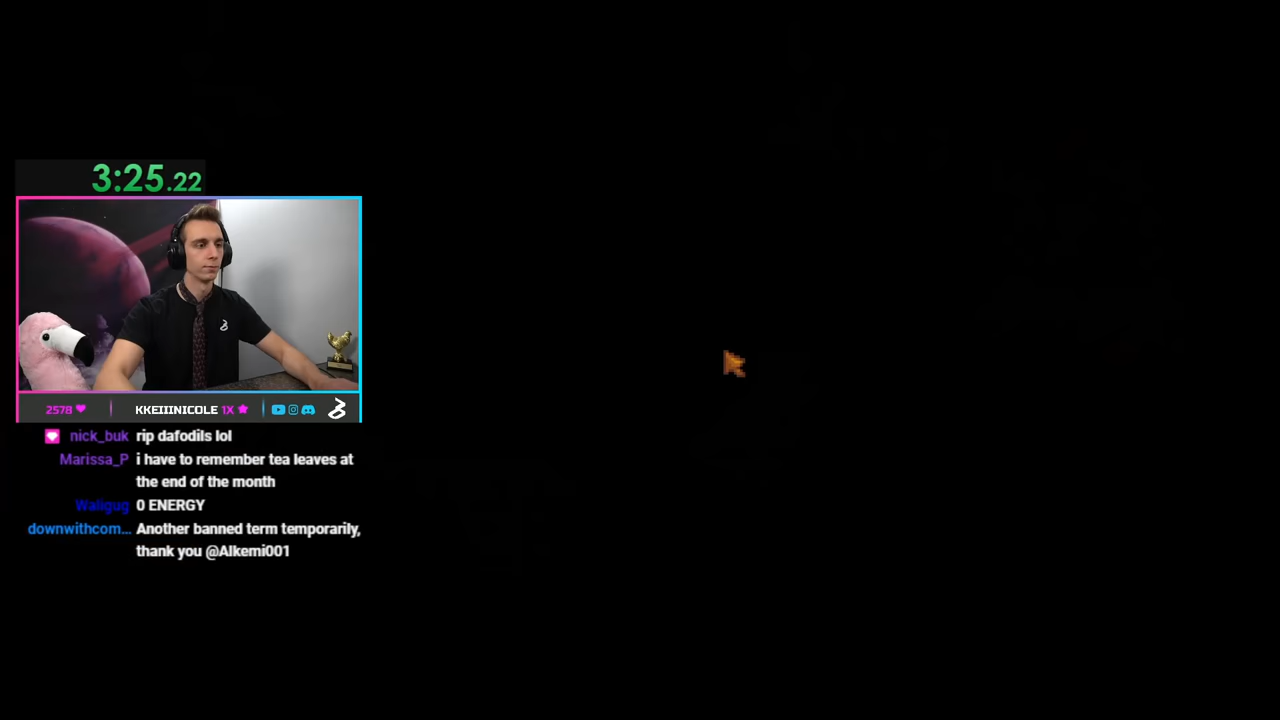 3:25.22
2578 KKEIIINICOLE 1X
nick_buk rip dafodils lol
Marissa_P i have to remember tea leaves at
the end of the month
Waligug 0 ENERGY
downwithcom... Another banned term temporarily,
thank you @Alkemi001